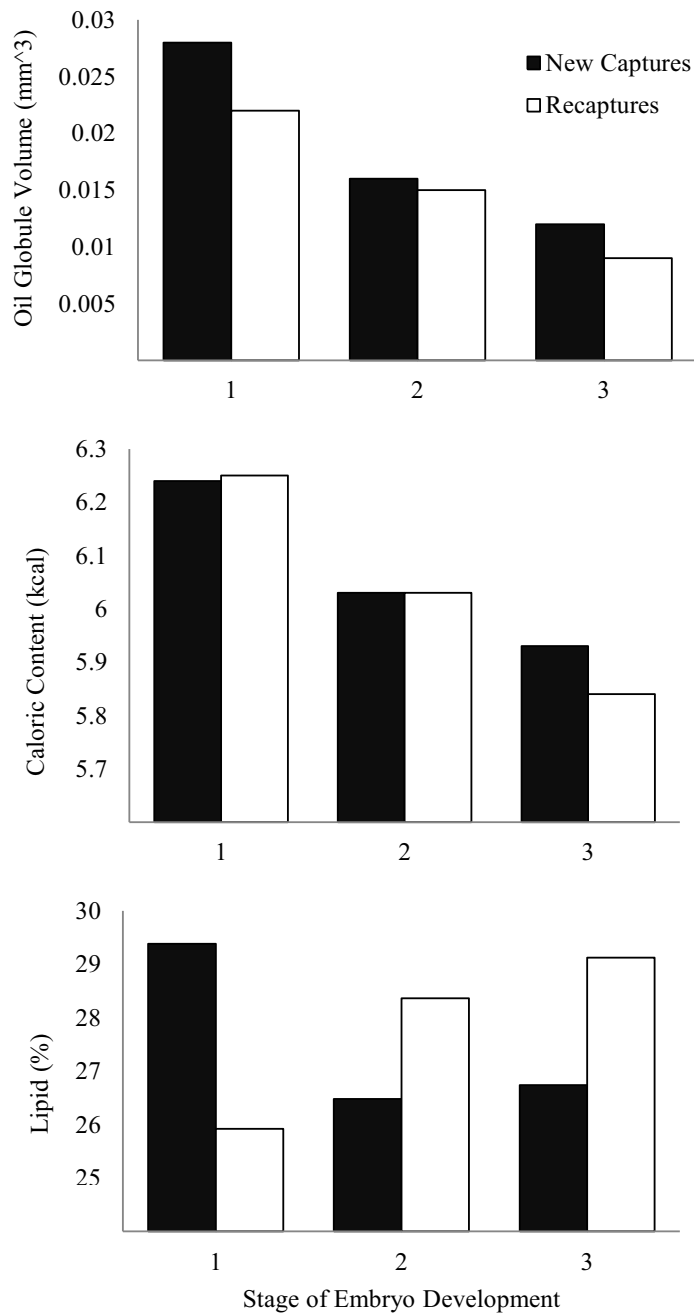 0.03
0.025
0.02
0.015
0.01
0.005
Oil Globule Volume (mm^3)
New Captures
Recaptures
1 2 3
6.3
6.2
6.1
6
5.9
5.8
5.7
Caloric Content (kcal)
1 2 3
30
29
28
27
26
25
Lipid (%)
1 2 3
Stage of Embryo Development